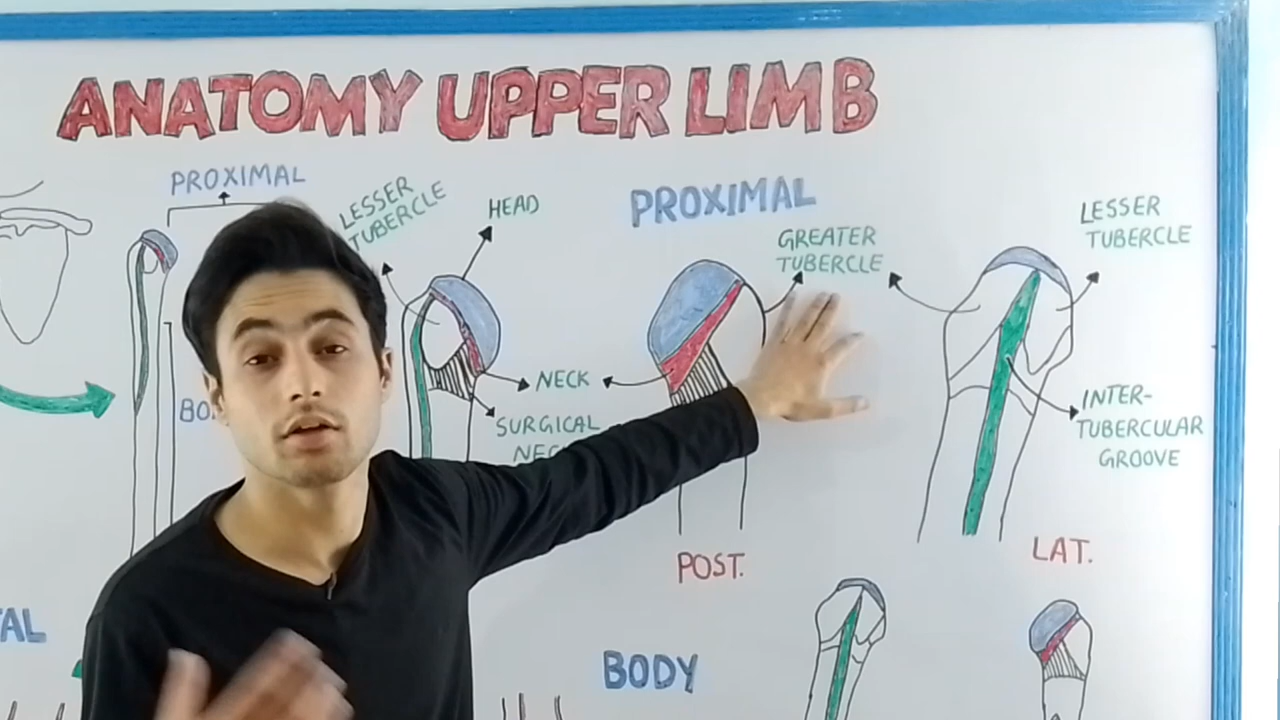 ANATOMY UPPER LIMB
PROXIMAL
LESSER
TUBERCLE
HEAD
NECK
SURGICAL
PROXIMAL
GREATER
TUBERCLE
LESSER
TUBERCLE
INTER-
TUBERCULAR
GROOVE
POST.
LAT.
BODY